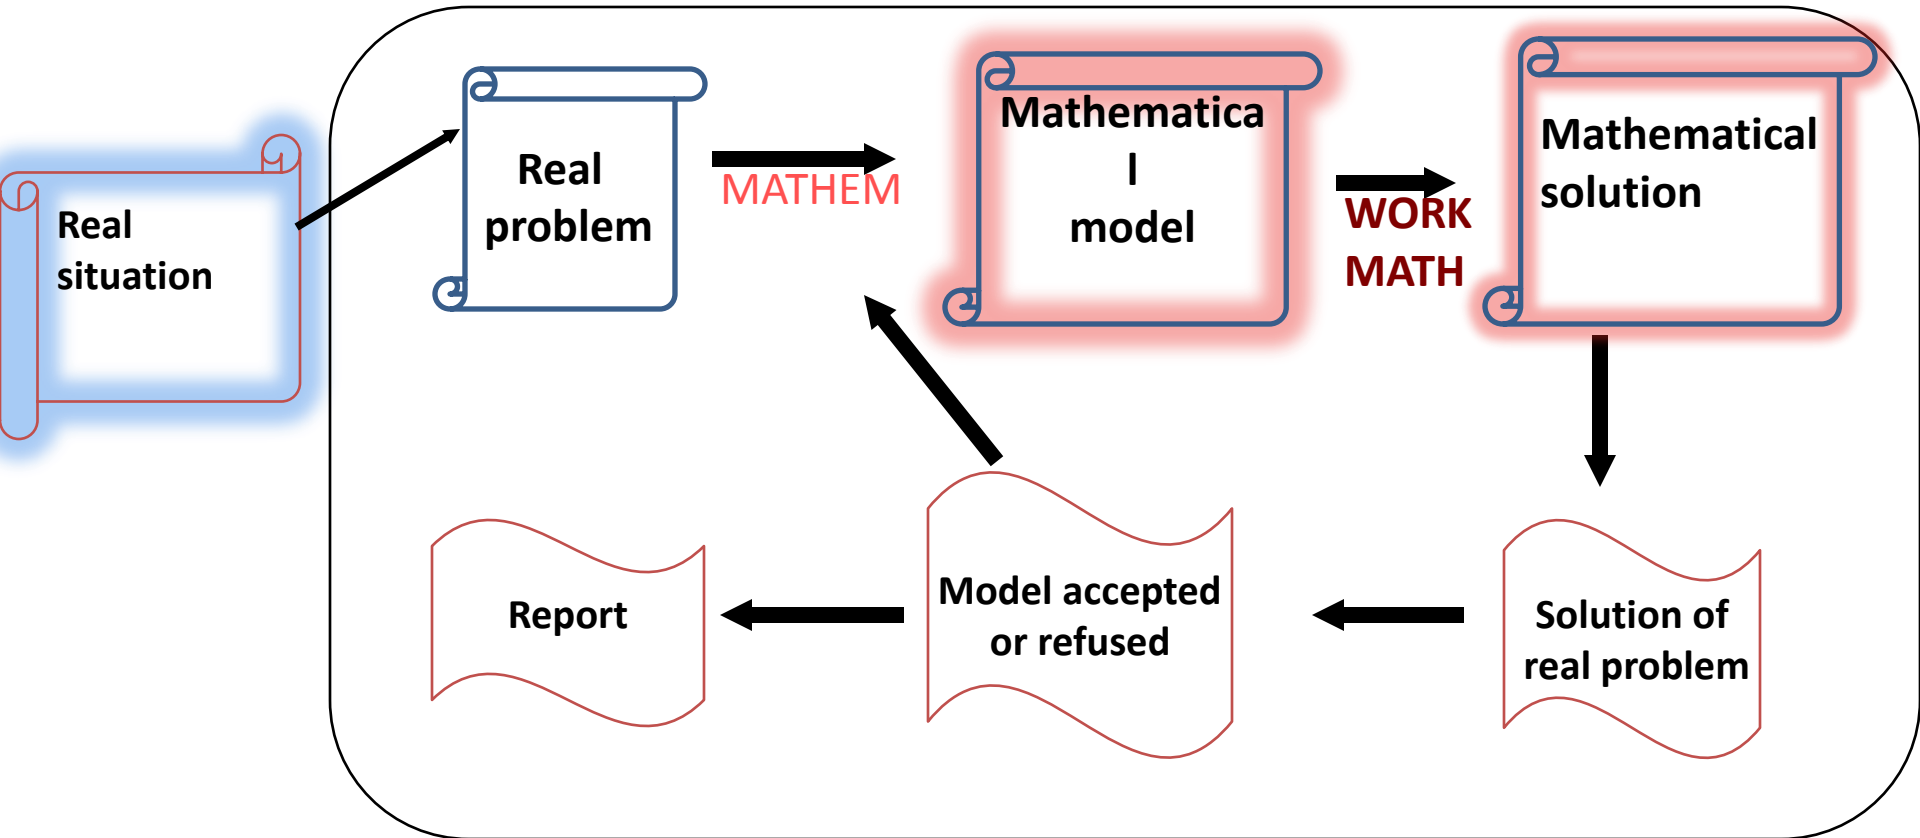 Real
situation
Real
problem
MATHEM
Mathematica
l
model
WORK
MATH
Mathematical
solution
Solution of
real problem
Model accepted
or refused
Report